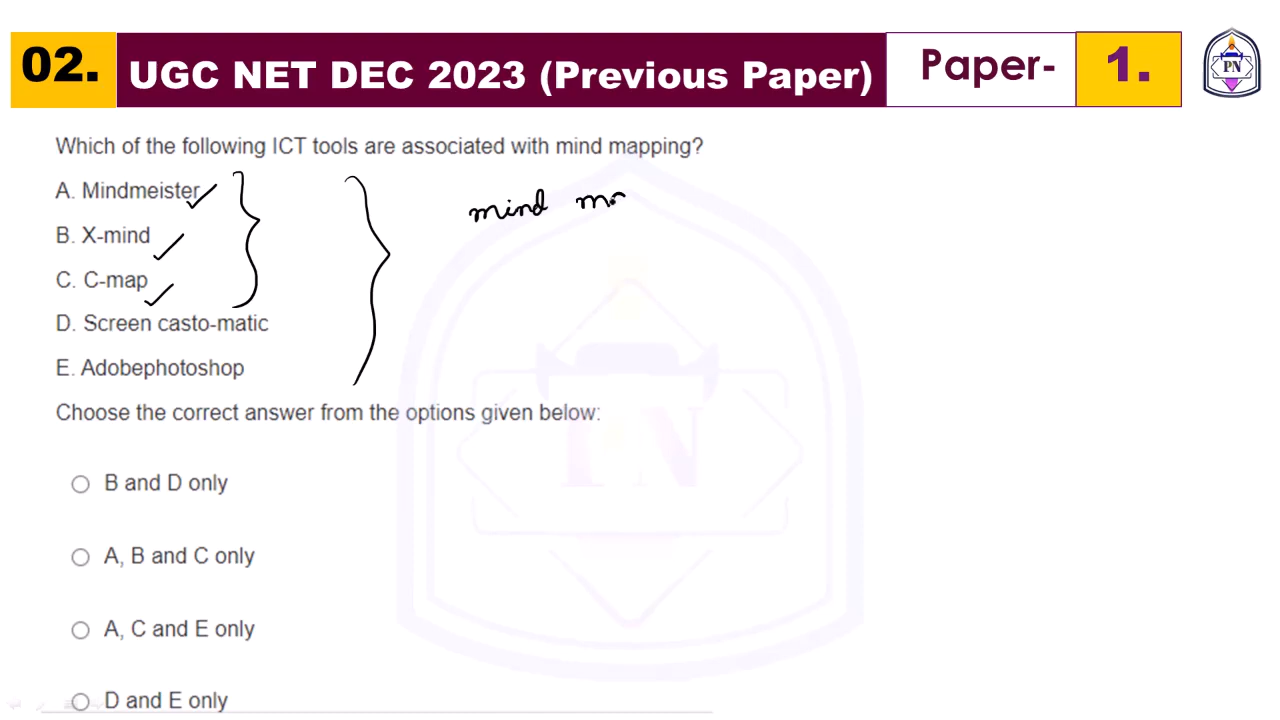 02.
UGC NET DEC 2023 (Previous Paper)
Paper-
1.
PN
Which of the following ICT tools are associated with mind mapping?
A. Mindmeister
B. X-mind
C. C-map
D. Screen casto-matic
E. Adobephotoshop
mind
Choose the correct answer from the options given below:
B and D only
A, B and C only
A, C and E only
D and E only
PN